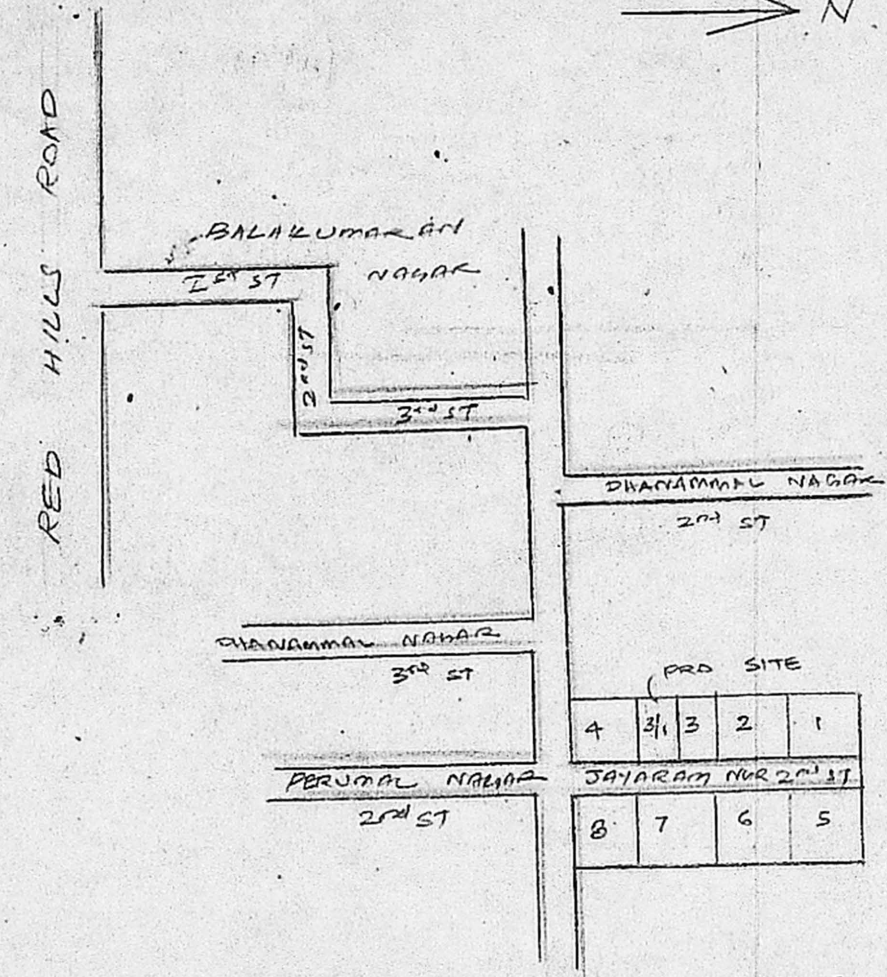 N
RED HILLS ROAD
BALAKUMARAN
NAGAR
IST ST
2nd ST
3rd ST
DHANAMMAL NAGAR
2nd ST
DHANAMMAL NAGAR
3rd ST
PRO SITE
4 3/1 3 2 1
PERUMAL NAGAR
2nd ST
JAYARAM NGR 2nd ST
8 7 6 5